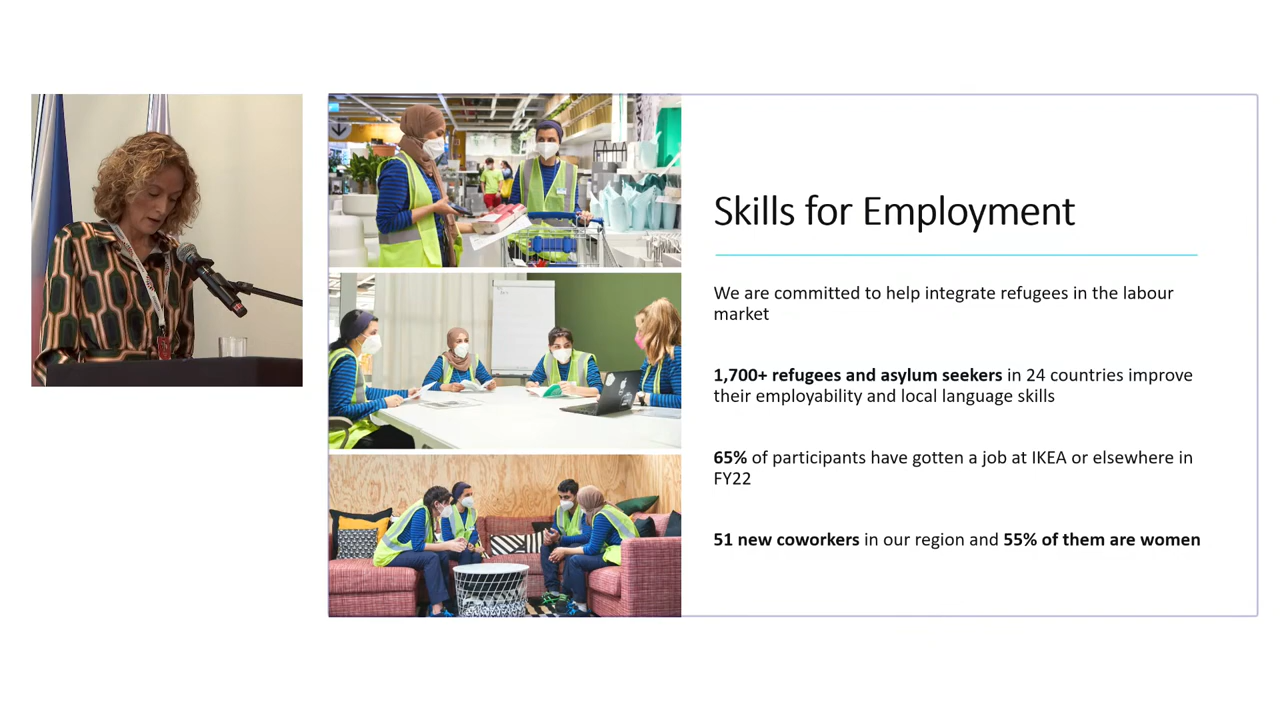 Skills for Employment
We are committed to help integrate refugees in the labour
market
1,700+ refugees and asylum seekers in 24 countries improve
their employability and local language skills
65% of participants have gotten a job at IKEA or elsewhere in
FY22
51 new coworkers in our region and 55% of them are women